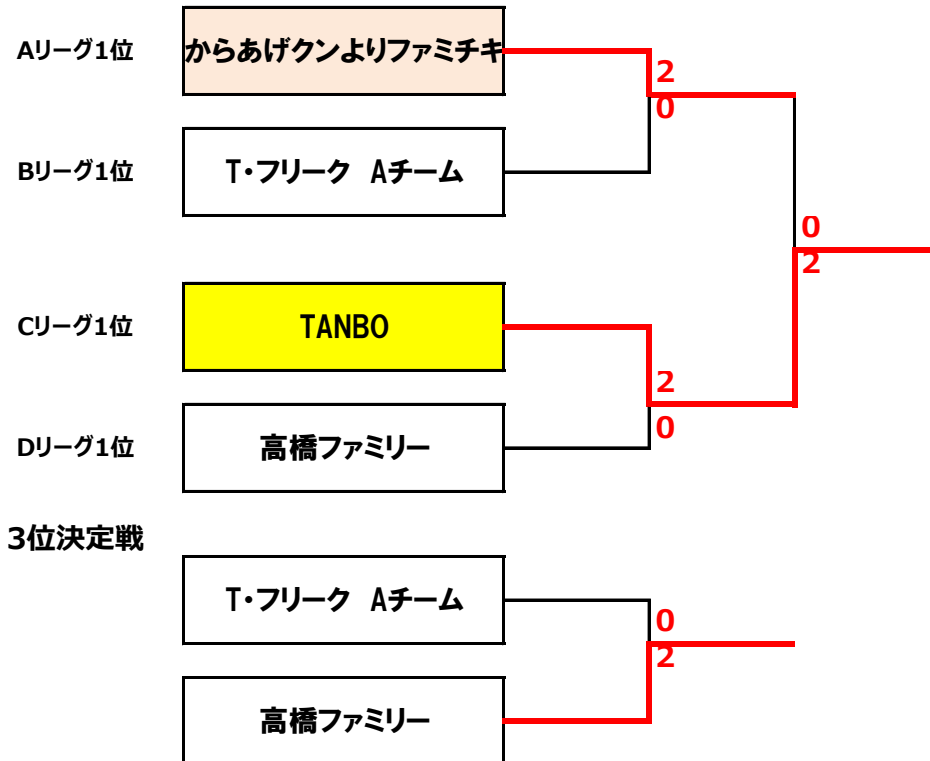 Aリーグ1位
からあげクンよりファミチキ
2
0
Bリーグ1位
T・フリーク Aチーム
0
2
Cリーグ1位
TANBO
2
0
Dリーグ1位
高橋ファミリー
3位決定戦
T・フリーク Aチーム
0
2
高橋ファミリー